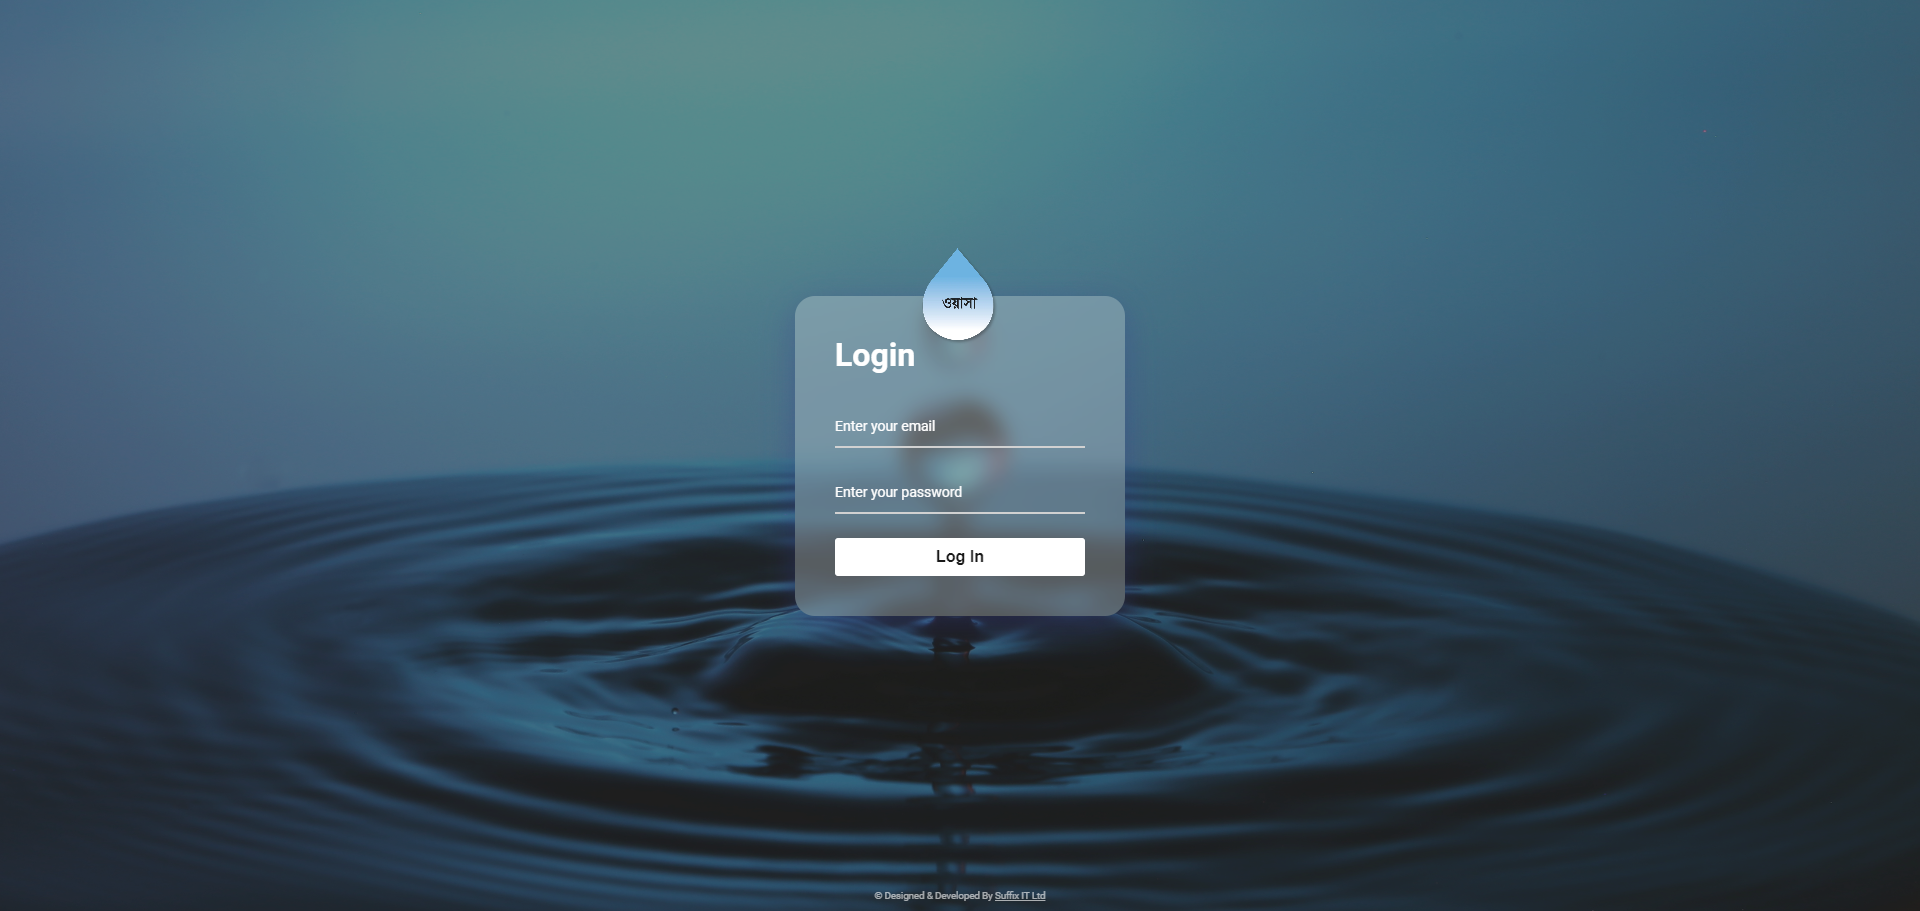 ওয়াসা
Login
Enter your email
Enter your password
Log In
© Designed & Developed By Suffix IT Ltd